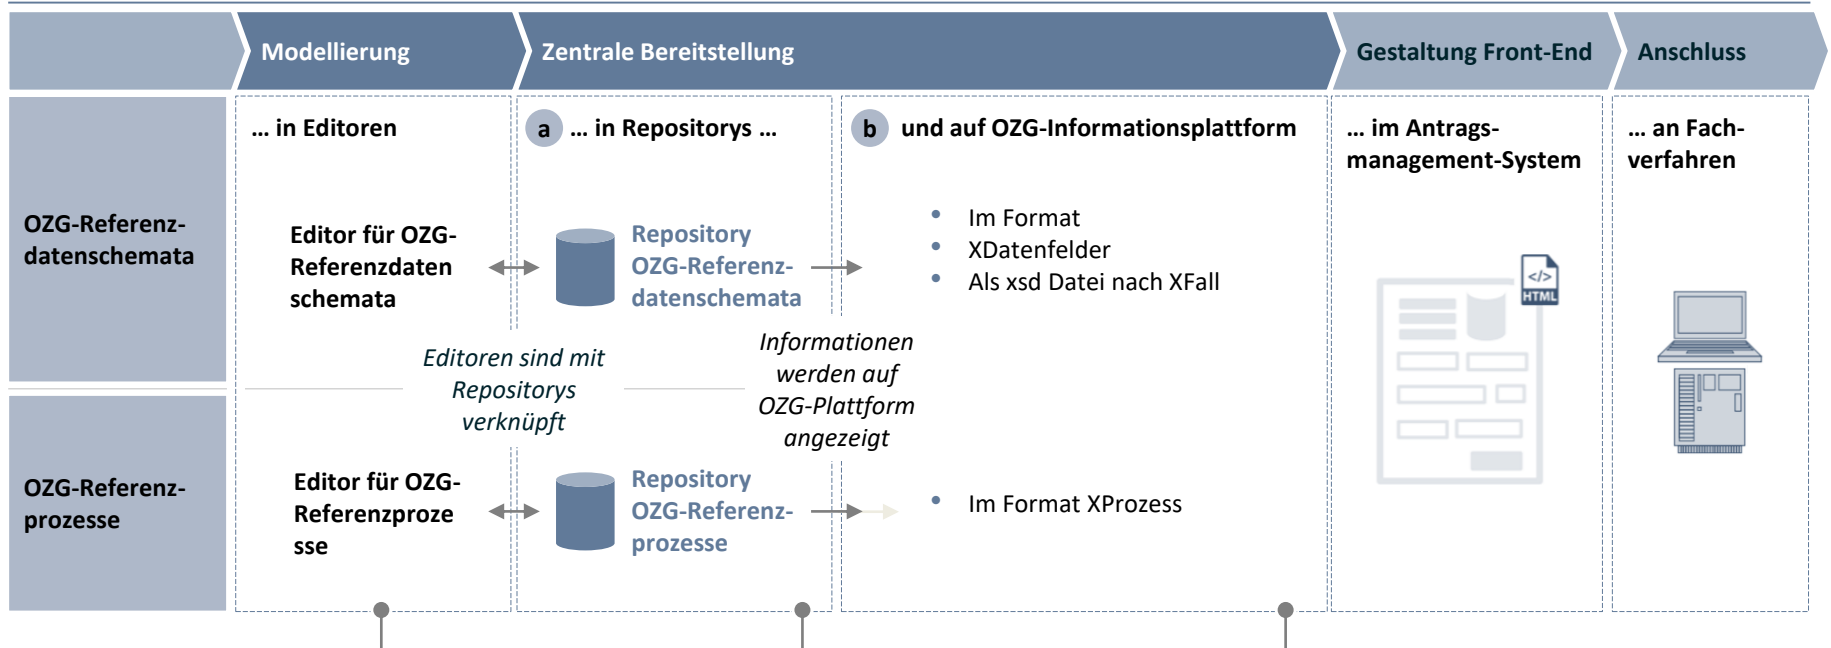 Modellierung
Zentrale Bereitstellung
Gestaltung Front-End
Anschluss
… in Editoren
a … in Repositorys …
b und auf OZG-Informationsplattform
… im Antrags-
management-System
… an Fach-
verfahren
OZG-Referenz-
datenschemata
Editor für OZG-
Referenzdaten
schemata
Repository
OZG-Referenz-
datenschemata
• Im Format
• XDatenfelder
• Als xsd Datei nach XFall
</>
HTML
Editoren sind mit
Repositorys
verknüpft
Informationen
werden auf
OZG-Plattform
angezeigt
OZG-Referenz-
prozesse
Editor für OZG-
Referenzproze
sse
Repository
OZG-Referenz-
prozesse
• Im Format XProzess